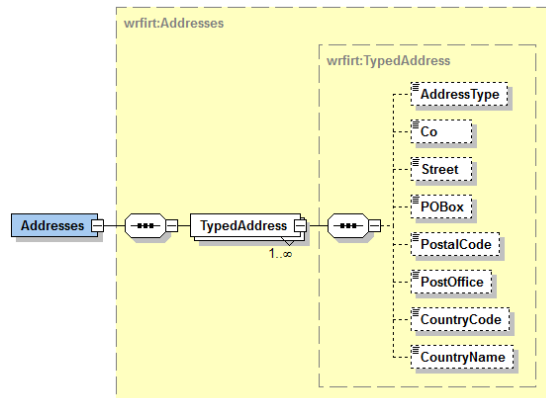 wrfirt:Addresses
wrfirt:TypedAddress
AddressType
Co
Street
POBox
Addresses
TypedAddress
1..∞
PostalCode
PostOffice
CountryCode
CountryName